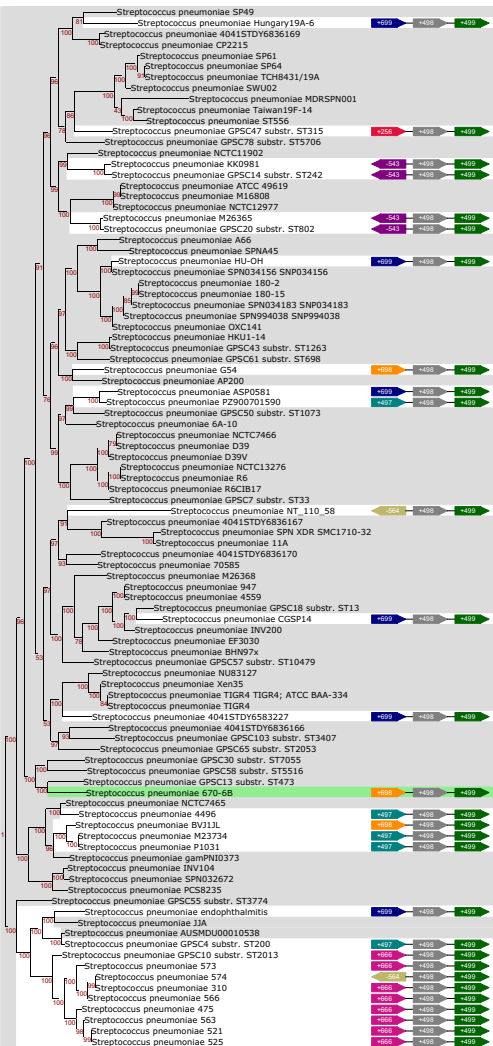 Streptococcus pneumoniae SP49
Streptococcus pneumoniae Hungary19A-6 +699 +498 +499
Streptococcus pneumoniae 4041STDY6836169
Streptococcus pneumoniae CP2215
Streptococcus pneumoniae SP61
Streptococcus pneumoniae SP64
Streptococcus pneumoniae TCH8431/19A
Streptococcus pneumoniae SWU02
Streptococcus pneumoniae MDRSPN001
Streptococcus pneumoniae Taiwan19F-14
Streptococcus pneumoniae ST556
Streptococcus pneumoniae GPSC47 substr. ST315 +256 +498 +499
Streptococcus pneumoniae GPSC78 substr. ST5706
Streptococcus pneumoniae NCTC11902
Streptococcus pneumoniae KK0981 -543 +498 +499
Streptococcus pneumoniae GPSC14 substr. ST242 -543 +498 +499
Streptococcus pneumoniae ATCC 49619
Streptococcus pneumoniae M16808
Streptococcus pneumoniae NCTC12977
Streptococcus pneumoniae M26365 -543 +498 +499
Streptococcus pneumoniae GPSC20 substr. ST802 -543 +498 +499
Streptococcus pneumoniae A66
Streptococcus pneumoniae SPNA45
Streptococcus pneumoniae HU-OH +699 +498 +499
Streptococcus pneumoniae SPN034156 SNP034156
Streptococcus pneumoniae 180-2
Streptococcus pneumoniae 180-15
Streptococcus pneumoniae SPN034183 SNP034183
Streptococcus pneumoniae SPN994038 SNP994038
Streptococcus pneumoniae OXC141
Streptococcus pneumoniae HKU1-14
Streptococcus pneumoniae GPSC43 substr. ST1263
Streptococcus pneumoniae GPSC61 substr. ST698
Streptococcus pneumoniae G54 +698 +498 +499
Streptococcus pneumoniae AP200
Streptococcus pneumoniae ASP0581 +699 +498 +499
Streptococcus pneumoniae PZ900701590 +497 +498 +499
Streptococcus pneumoniae GPSC50 substr. ST1073
Streptococcus pneumoniae 6A-10
Streptococcus pneumoniae NCTC7466
Streptococcus pneumoniae D39
Streptococcus pneumoniae D39V
Streptococcus pneumoniae NCTC13276
Streptococcus pneumoniae R6
Streptococcus pneumoniae R6CIB17
Streptococcus pneumoniae GPSC7 substr. ST33
Streptococcus pneumoniae NT_110_58 -564 +498 +499
Streptococcus pneumoniae 4041STDY6836167
Streptococcus pneumoniae SPN XDR SMC1710-32
Streptococcus pneumoniae 11A
Streptococcus pneumoniae 4041STDY6836170
Streptococcus pneumoniae 70585
Streptococcus pneumoniae M26368
Streptococcus pneumoniae 947
Streptococcus pneumoniae 4559
Streptococcus pneumoniae GPSC18 substr. ST13
Streptococcus pneumoniae CGSP14 +699 +498 +499
Streptococcus pneumoniae INV200
Streptococcus pneumoniae EF3030
Streptococcus pneumoniae BHN97x
Streptococcus pneumoniae GPSC57 substr. ST10479
Streptococcus pneumoniae NU83127
Streptococcus pneumoniae Xen35
Streptococcus pneumoniae TIGR4 TIGR4; ATCC BAA-334
Streptococcus pneumoniae TIGR4
Streptococcus pneumoniae 4041STDY6583227 +699 +498 +499
Streptococcus pneumoniae 4041STDY6836166
Streptococcus pneumoniae GPSC103 substr. ST3407
Streptococcus pneumoniae GPSC65 substr. ST2053
Streptococcus pneumoniae GPSC30 substr. ST7055
Streptococcus pneumoniae GPSC58 substr. ST5516
Streptococcus pneumoniae GPSC13 substr. ST473
Streptococcus pneumoniae 670-6B +698 +498 +499
Streptococcus pneumoniae NCTC7465
Streptococcus pneumoniae 4496 +497 +498 +499
Streptococcus pneumoniae BVJ1JL +698 +498 +499
Streptococcus pneumoniae M23734 +497 +498 +499
Streptococcus pneumoniae P1031 +497 +498 +499
Streptococcus pneumoniae gamPNI0373
Streptococcus pneumoniae INV104
Streptococcus pneumoniae SPN032672
Streptococcus pneumoniae PCS8235
Streptococcus pneumoniae GPSC55 substr. ST3774
Streptococcus pneumoniae endophthalmitis +699 +498 +499
Streptococcus pneumoniae JJA
Streptococcus pneumoniae AUSMDU00010538
Streptococcus pneumoniae GPSC4 substr. ST200 +497 +498 +499
Streptococcus pneumoniae GPSC10 substr. ST2013 +666 +498 +499
Streptococcus pneumoniae 573 +666 +498 +499
Streptococcus pneumoniae 574 -564 +498 +499
Streptococcus pneumoniae 310 +666 +498 +499
Streptococcus pneumoniae 566 +666 +498 +499
Streptococcus pneumoniae 475 +666 +498 +499
Streptococcus pneumoniae 563 +666 +498 +499
Streptococcus pneumoniae 521 +666 +498 +499
Streptococcus pneumoniae 525 +666 +498 +499